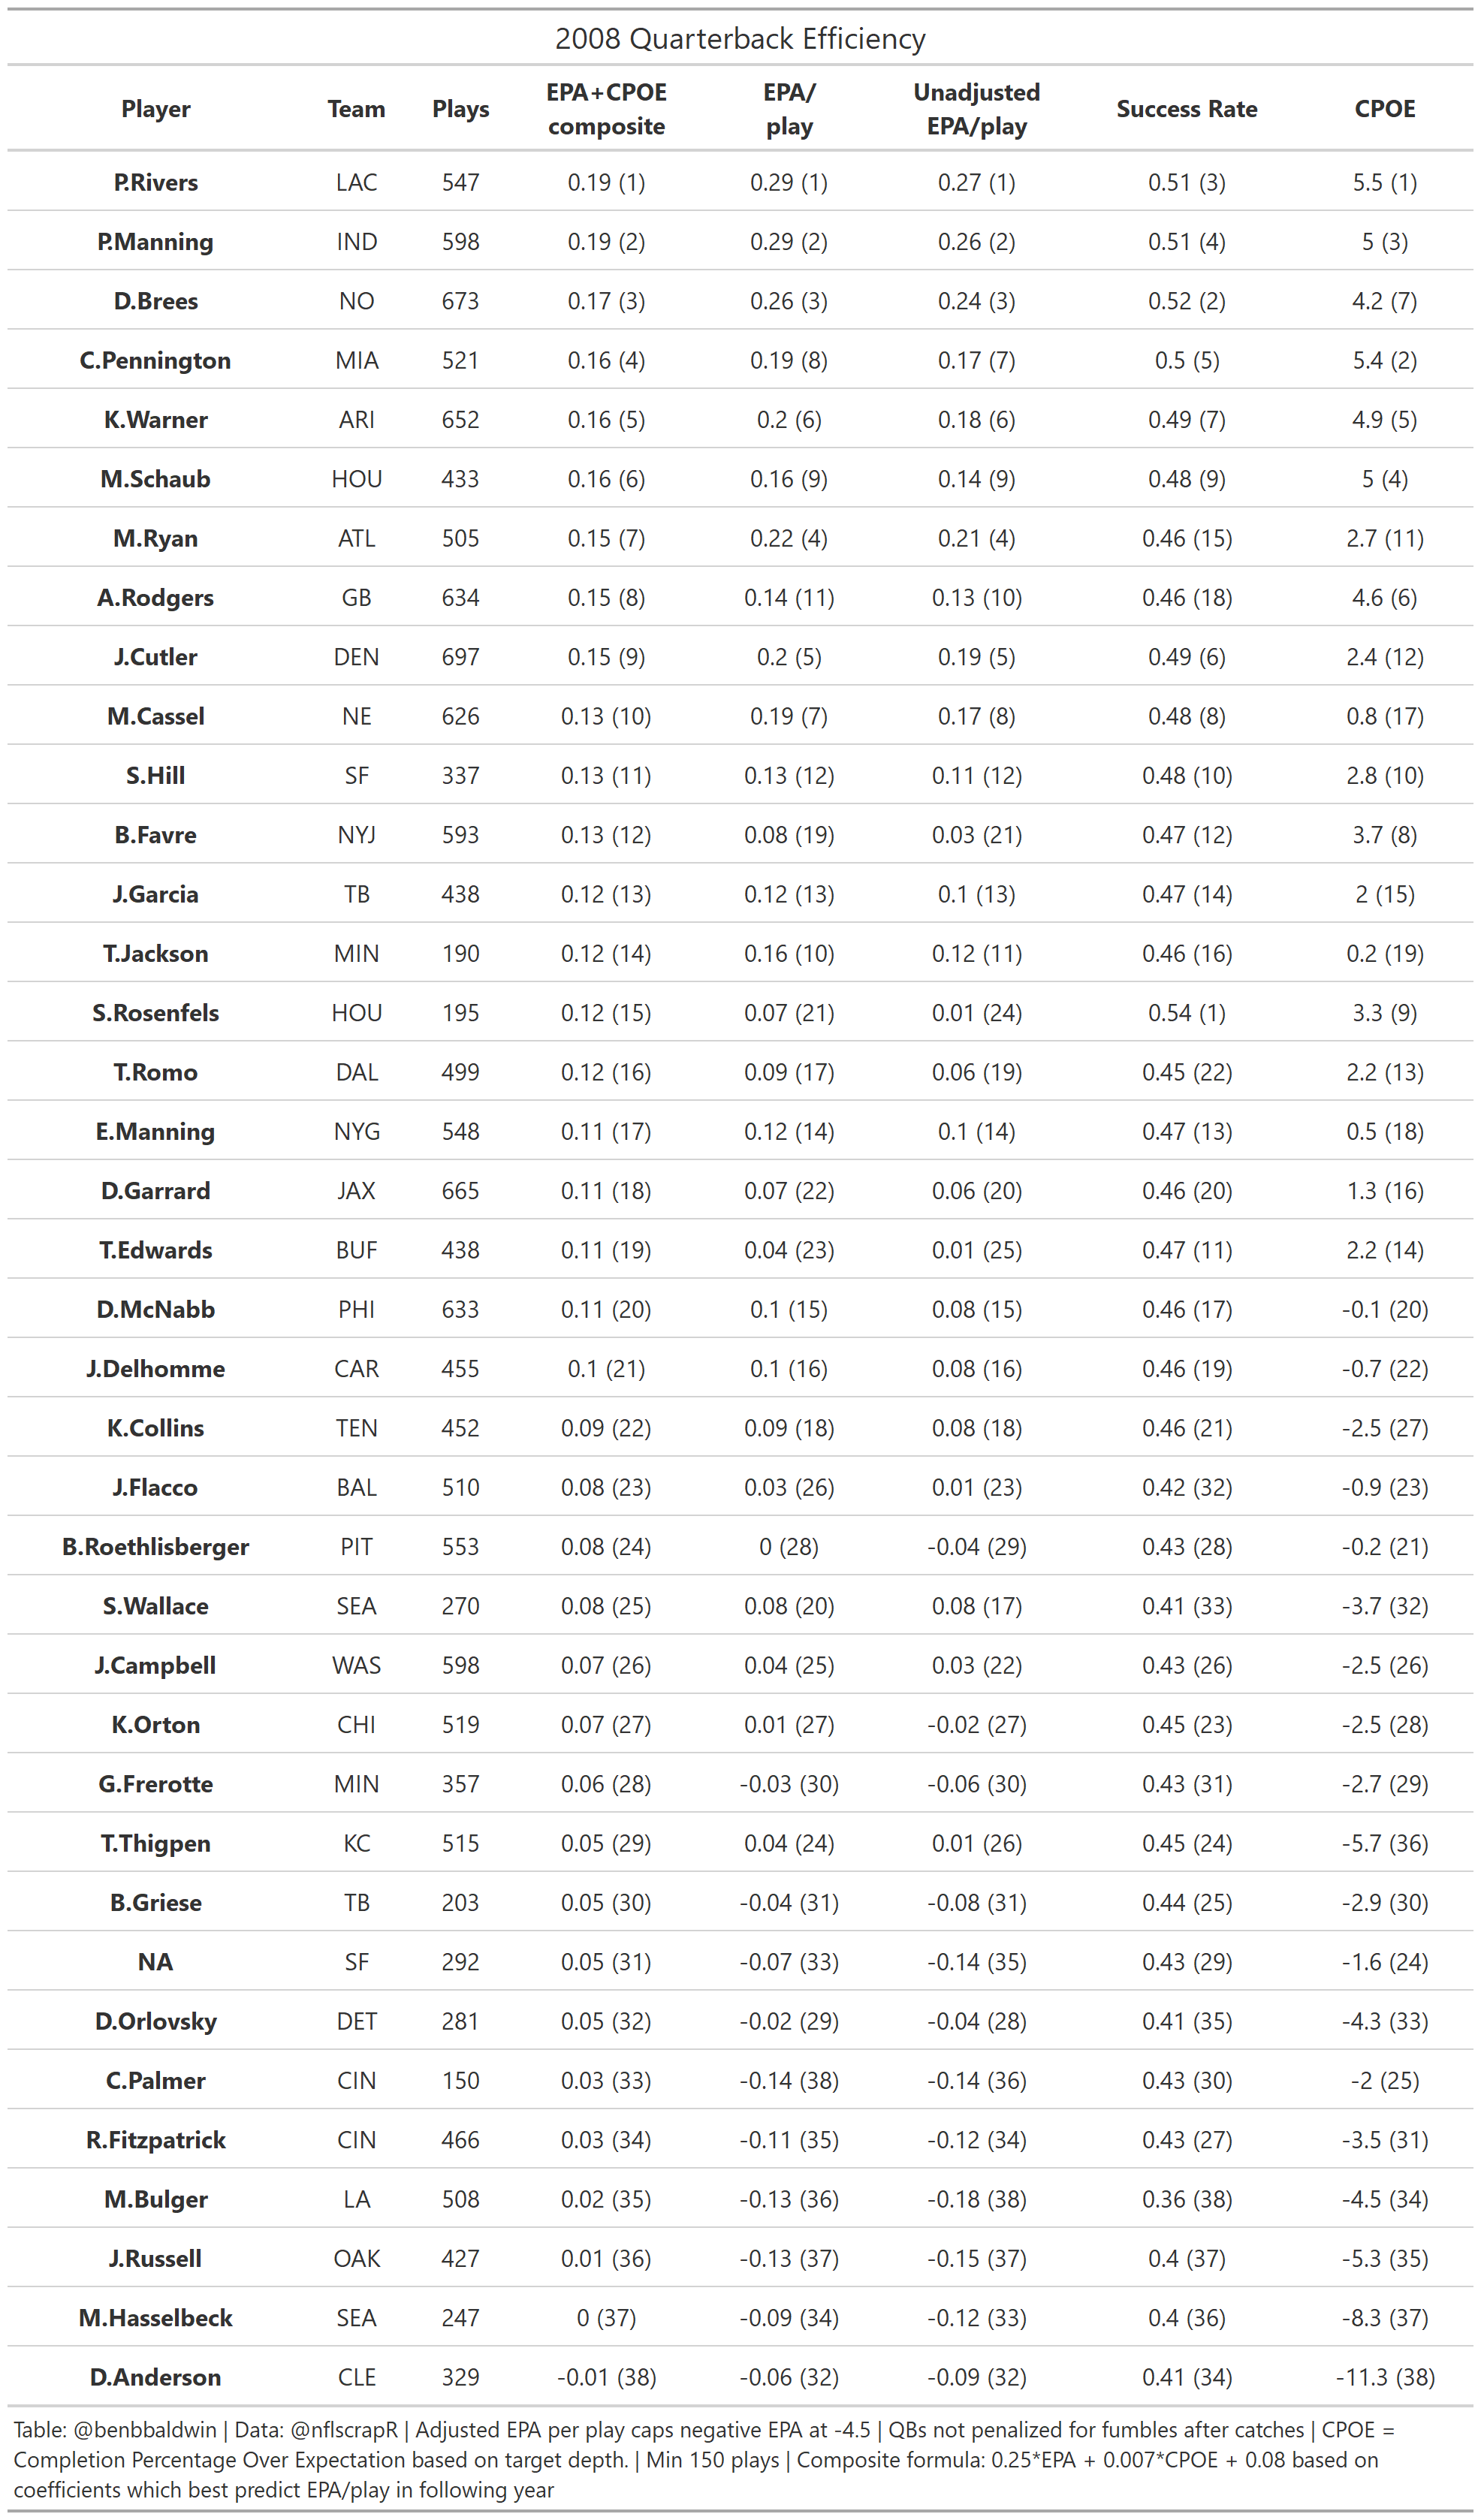 2008 Quarterback Efficiency
Player Team Plays EPA+CPOE composite EPA/ play Unadjusted EPA/play Success Rate CPOE
P.Rivers LAC 547 0.19 (1) 0.29 (1) 0.27 (1) 0.51 (3) 5.5 (1)
P.Manning IND 598 0.19 (2) 0.29 (2) 0.26 (2) 0.51 (4) 5 (3)
D.Brees NO 673 0.17 (3) 0.26 (3) 0.24 (3) 0.52 (2) 4.2 (7)
C.Pennington MIA 521 0.16 (4) 0.19 (8) 0.17 (7) 0.5 (5) 5.4 (2)
K.Warner ARI 652 0.16 (5) 0.2 (6) 0.18 (6) 0.49 (7) 4.9 (5)
M.Schaub HOU 433 0.16 (6) 0.16 (9) 0.14 (9) 0.48 (9) 5 (4)
M.Ryan ATL 505 0.15 (7) 0.22 (4) 0.21 (4) 0.46 (15) 2.7 (11)
A.Rodgers GB 634 0.15 (8) 0.14 (11) 0.13 (10) 0.46 (18) 4.6 (6)
J.Cutler DEN 697 0.15 (9) 0.2 (5) 0.19 (5) 0.49 (6) 2.4 (12)
M.Cassel NE 626 0.13 (10) 0.19 (7) 0.17 (8) 0.48 (8) 0.8 (17)
S.Hill SF 337 0.13 (11) 0.13 (12) 0.11 (12) 0.48 (10) 2.8 (10)
B.Favre NYJ 593 0.13 (12) 0.08 (19) 0.03 (21) 0.47 (12) 3.7 (8)
J.Garcia TB 438 0.12 (13) 0.12 (13) 0.1 (13) 0.47 (14) 2 (15)
T.Jackson MIN 190 0.12 (14) 0.16 (10) 0.12 (11) 0.46 (16) 0.2 (19)
S.Rosenfels HOU 195 0.12 (15) 0.07 (21) 0.01 (24) 0.54 (1) 3.3 (9)
T.Romo DAL 499 0.12 (16) 0.09 (17) 0.06 (19) 0.45 (22) 2.2 (13)
E.Manning NYG 548 0.11 (17) 0.12 (14) 0.1 (14) 0.47 (13) 0.5 (18)
D.Garrard JAX 665 0.11 (18) 0.07 (22) 0.06 (20) 0.46 (20) 1.3 (16)
T.Edwards BUF 438 0.11 (19) 0.04 (23) 0.01 (25) 0.47 (11) 2.2 (14)
D.McNabb PHI 633 0.11 (20) 0.1 (15) 0.08 (15) 0.46 (17) -0.1 (20)
J.Delhomme CAR 455 0.1 (21) 0.1 (16) 0.08 (16) 0.46 (19) -0.7 (22)
K.Collins TEN 452 0.09 (22) 0.09 (18) 0.08 (18) 0.46 (21) -2.5 (27)
J.Flacco BAL 510 0.08 (23) 0.03 (26) 0.01 (23) 0.42 (32) -0.9 (23)
B.Roethlisberger PIT 553 0.08 (24) 0 (28) -0.04 (29) 0.43 (28) -0.2 (21)
S.Wallace SEA 270 0.08 (25) 0.08 (20) 0.08 (17) 0.41 (33) -3.7 (32)
J.Campbell WAS 598 0.07 (26) 0.04 (25) 0.03 (22) 0.43 (26) -2.5 (26)
K.Orton CHI 519 0.07 (27) 0.01 (27) -0.02 (27) 0.45 (23) -2.5 (28)
G.Frerotte MIN 357 0.06 (28) -0.03 (30) -0.06 (30) 0.43 (31) -2.7 (29)
T.Thigpen KC 515 0.05 (29) 0.04 (24) 0.01 (26) 0.45 (24) -5.7 (36)
B.Griese TB 203 0.05 (30) -0.04 (31) -0.08 (31) 0.44 (25) -2.9 (30)
NA SF 292 0.05 (31) -0.07 (33) -0.14 (35) 0.43 (29) -1.6 (24)
D.Orlovsky DET 281 0.05 (32) -0.02 (29) -0.04 (28) 0.41 (35) -4.3 (33)
C.Palmer CIN 150 0.03 (33) -0.14 (38) -0.14 (36) 0.43 (30) -2 (25)
R.Fitzpatrick CIN 466 0.03 (34) -0.11 (35) -0.12 (34) 0.43 (27) -3.5 (31)
M.Bulger LA 508 0.02 (35) -0.13 (36) -0.18 (38) 0.36 (38) -4.5 (34)
J.Russell OAK 427 0.01 (36) -0.13 (37) -0.15 (37) 0.4 (37) -5.3 (35)
M.Hasselbeck SEA 247 0 (37) -0.09 (34) -0.12 (33) 0.4 (36) -8.3 (37)
D.Anderson CLE 329 -0.01 (38) -0.06 (32) -0.09 (32) 0.41 (34) -11.3 (38)
Table: @benbbaldwin | Data: @nflscrapR | Adjusted EPA per play caps negative EPA at -4.5 | QBs not penalized for fumbles after catches | CPOE =
Completion Percentage Over Expectation based on target depth. | Min 150 plays | Composite formula: 0.25*EPA + 0.007*CPOE + 0.08 based on
coefficients which best predict EPA/play in following year